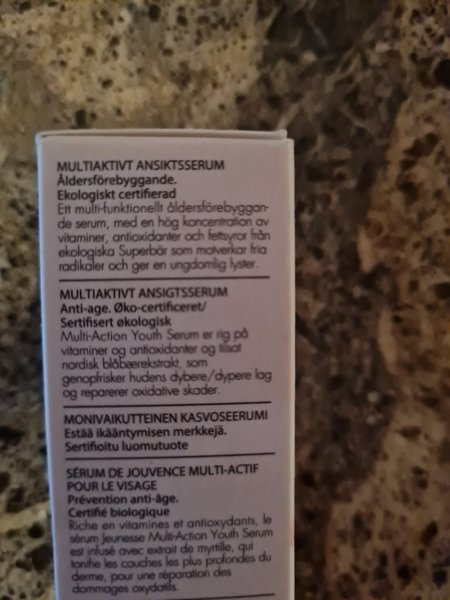 MULTIAKTIVT ANSIKTSSERUM
Åldersförebyggande.
Ekologiskt certifierad
Ett multi-funktionellt åldersförebyggan-
de serum, med en hög koncentration av
vitaminer, antioxidanter och fettsyror från
ekologiska Superbär som motverkar fria
radikaler och ger en ungdomlig lyster.
MULTIAKTIVT ANSIGTSSERUM
Anti-age. Øko-certificeret/
Sertifisert økologisk
Multi-Action Youth Serum er rig på
vitaminer og antioxidanter og tilsat
nordisk blåbærekstrakt, som
genopfrisker hudens dybere/dypere lag
og reparerer oxidative skader.
MONIVAIKUTTEINEN KASVOSEERUMI
Estää ikääntymisen merkkejä.
Sertifioitu luomutuote
SÉRUM DE JOUVENCE MULTI-ACTIF
POUR LE VISAGE
Prévention anti-âge.
Certifié biologique
Riche en vitamines et antioxydants, le
sérum Jeunesse Multi-Action Youth Serum
est infusé avec extrait de myrtille, qui
tonifie les couches les plus profondes du
derme, pour une réparation des
dommages oxydatifs.